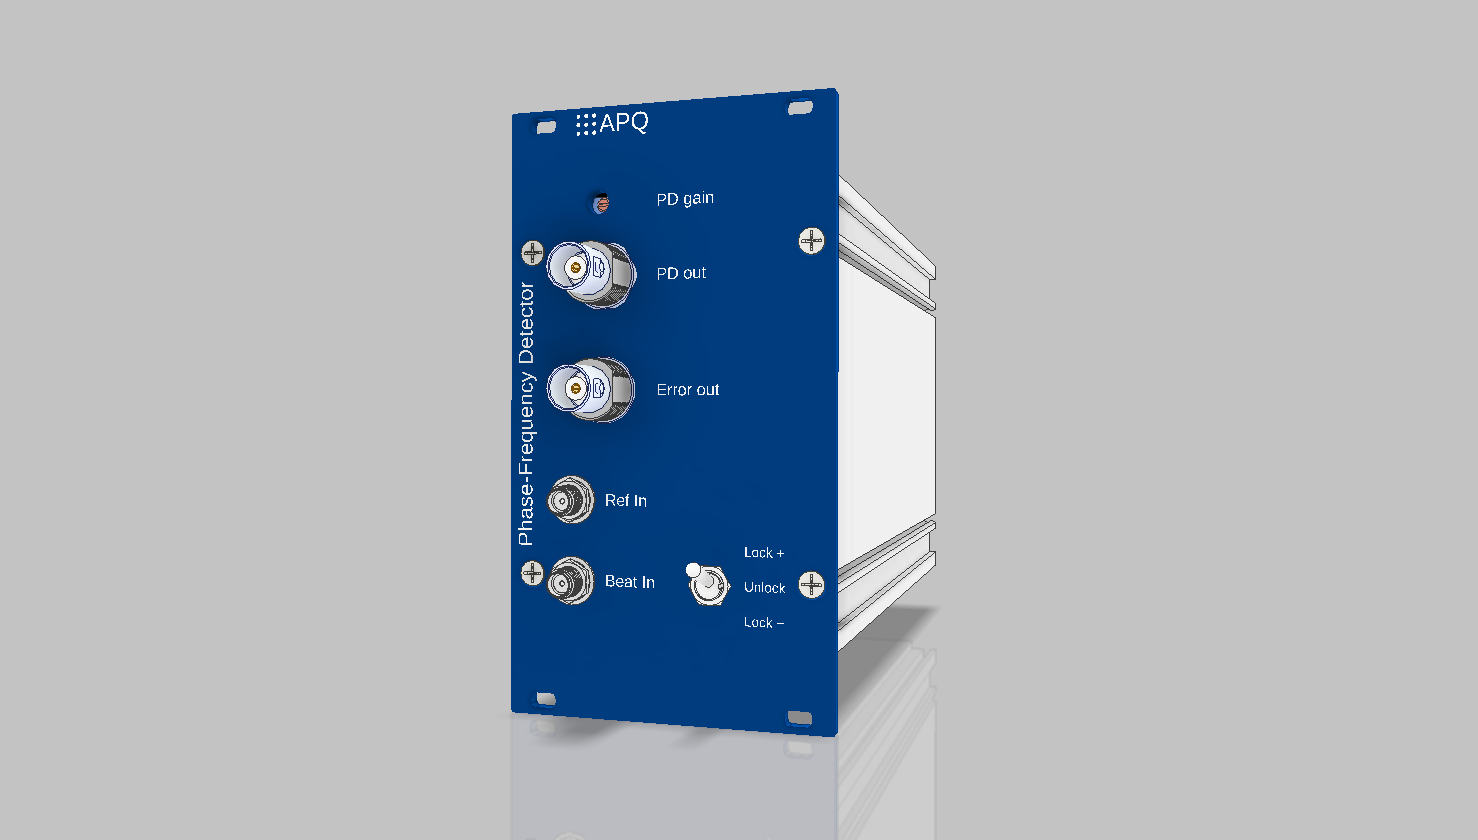 APQ
PD gain
PD out
Phase-Frequency Detector
Error out
Ref In
Lock +
Beat In
Unlock
Lock −